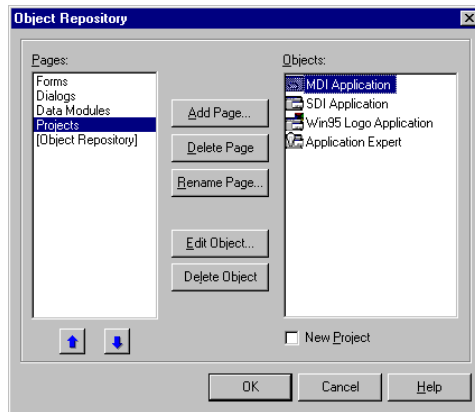 Object Repository
Pages:
Forms
Dialogs
Data Modules
Projects
[Object Repository]
Add Page...
Delete Page
Rename Page...
Edit Object...
Delete Object
Objects:
MDI Application
SDI Application
Win95 Logo Application
Application Expert
New Project
OK
Cancel
Help